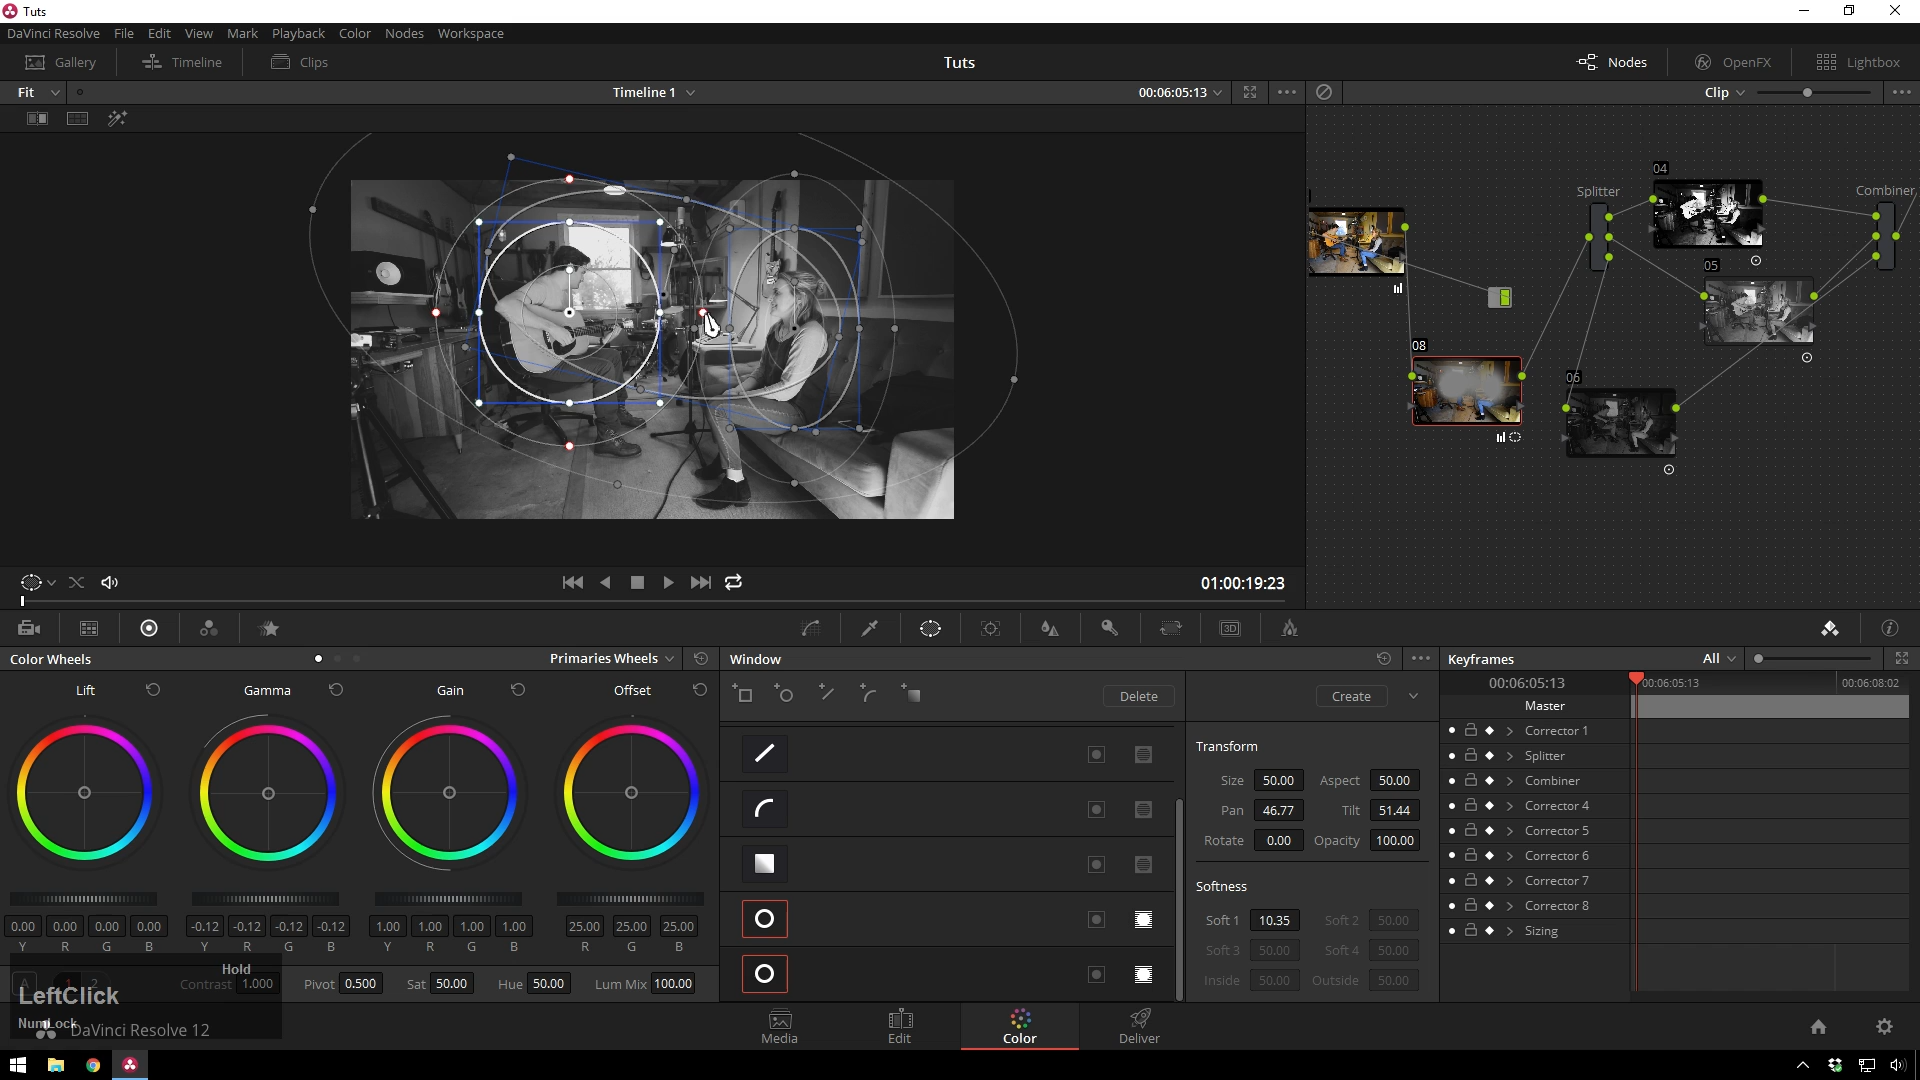 Tuts
DaVinci Resolve File Edit View Mark Playback Color Nodes Workspace
Gallery Timeline Clips Tuts Nodes OpenFX Lightbox
Fit Timeline 1 00:06:05:13 Clip
04
Splitter Combiner
05
08
06
01:00:19:23
Color Wheels Primaries Wheels Window Keyframes All
3D
Lift Gamma Gain Offset
Delete Create
00:06:05:13 00:06:05:13 00:06:08:02
Master
Transform
Size 50.00 Aspect 50.00
Pan 46.77 Tilt 51.44
Rotate 0.00 Opacity 100.00
Softness
Soft 1 10.35 Soft 2 50.00
Soft 3 50.00 Soft 4 50.00
Inside 50.00 Outside 50.00
Corrector 1
Splitter
Combiner
Corrector 4
Corrector 5
Corrector 6
Corrector 7
Corrector 8
Sizing
0.00 0.00 0.00 0.00 -0.12 -0.12 -0.12 -0.12 1.00 1.00 1.00 1.00 25.00 25.00 25.00
Y R G B Y R G B Y R G B R G B
Hold
A 1 2 Contrast 1.000 Pivot 0.500 Sat 50.00 Hue 50.00 Lum Mix 100.00
LeftClick
NumLock
DaVinci Resolve 12
Media Edit Color Deliver